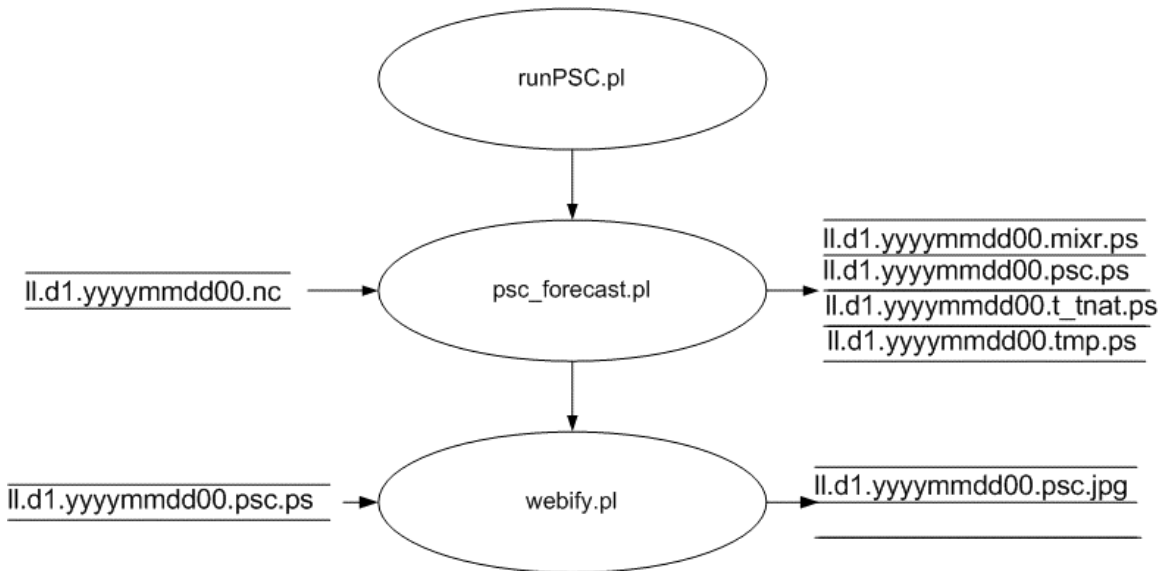 runPSC.pl
ll.d1.yyyymmdd00.mixr.ps
ll.d1.yyyymmdd00.psc.ps
ll.d1.yyyymmdd00.nc
psc_forecast.pl
ll.d1.yyyymmdd00.t_tnat.ps
ll.d1.yyyymmdd00.tmp.ps
ll.d1.yyyymmdd00.psc.ps
webify.pl
ll.d1.yyyymmdd00.psc.jpg